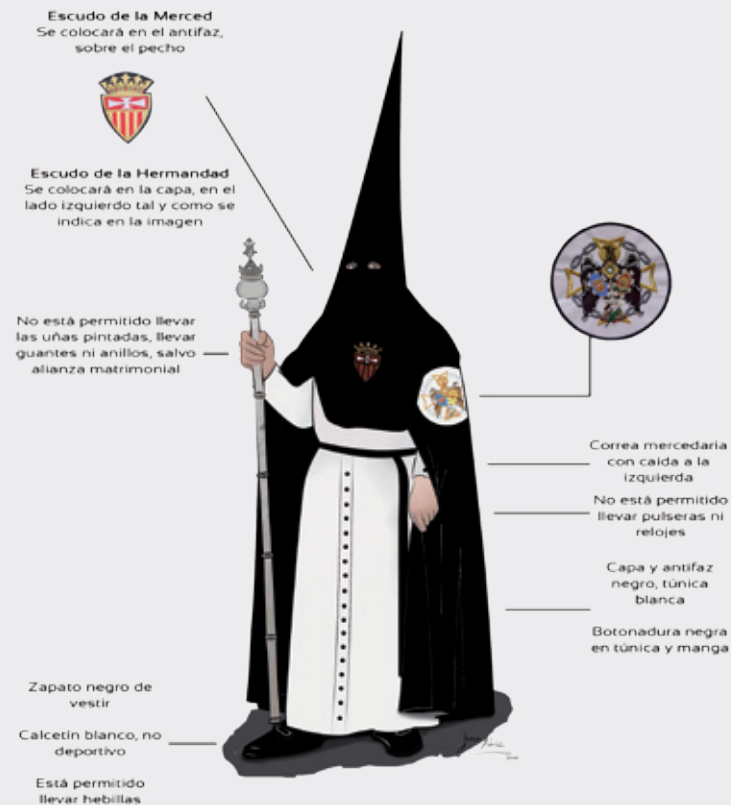 Escudo de la Merced
Se colocará en el antifaz,
sobre el pecho
Escudo de la Hermandad
Se colocará en la capa, en el
lado izquierdo tal y como se
indica en la imagen
No está permitido llevar
las uñas pintadas, llevar
guantes ni anillos, salvo
alianza matrimonial
Correa mercedaria
con caída a la
izquierda
No está permitido
llevar pulseras ni
relojes
Capa y antifaz
negro, túnica
blanca
Botonadura negra
en túnica y manga
Zapato negro de
vestir
Calcetín blanco, no
deportivo
Está permitido
llevar hebillas